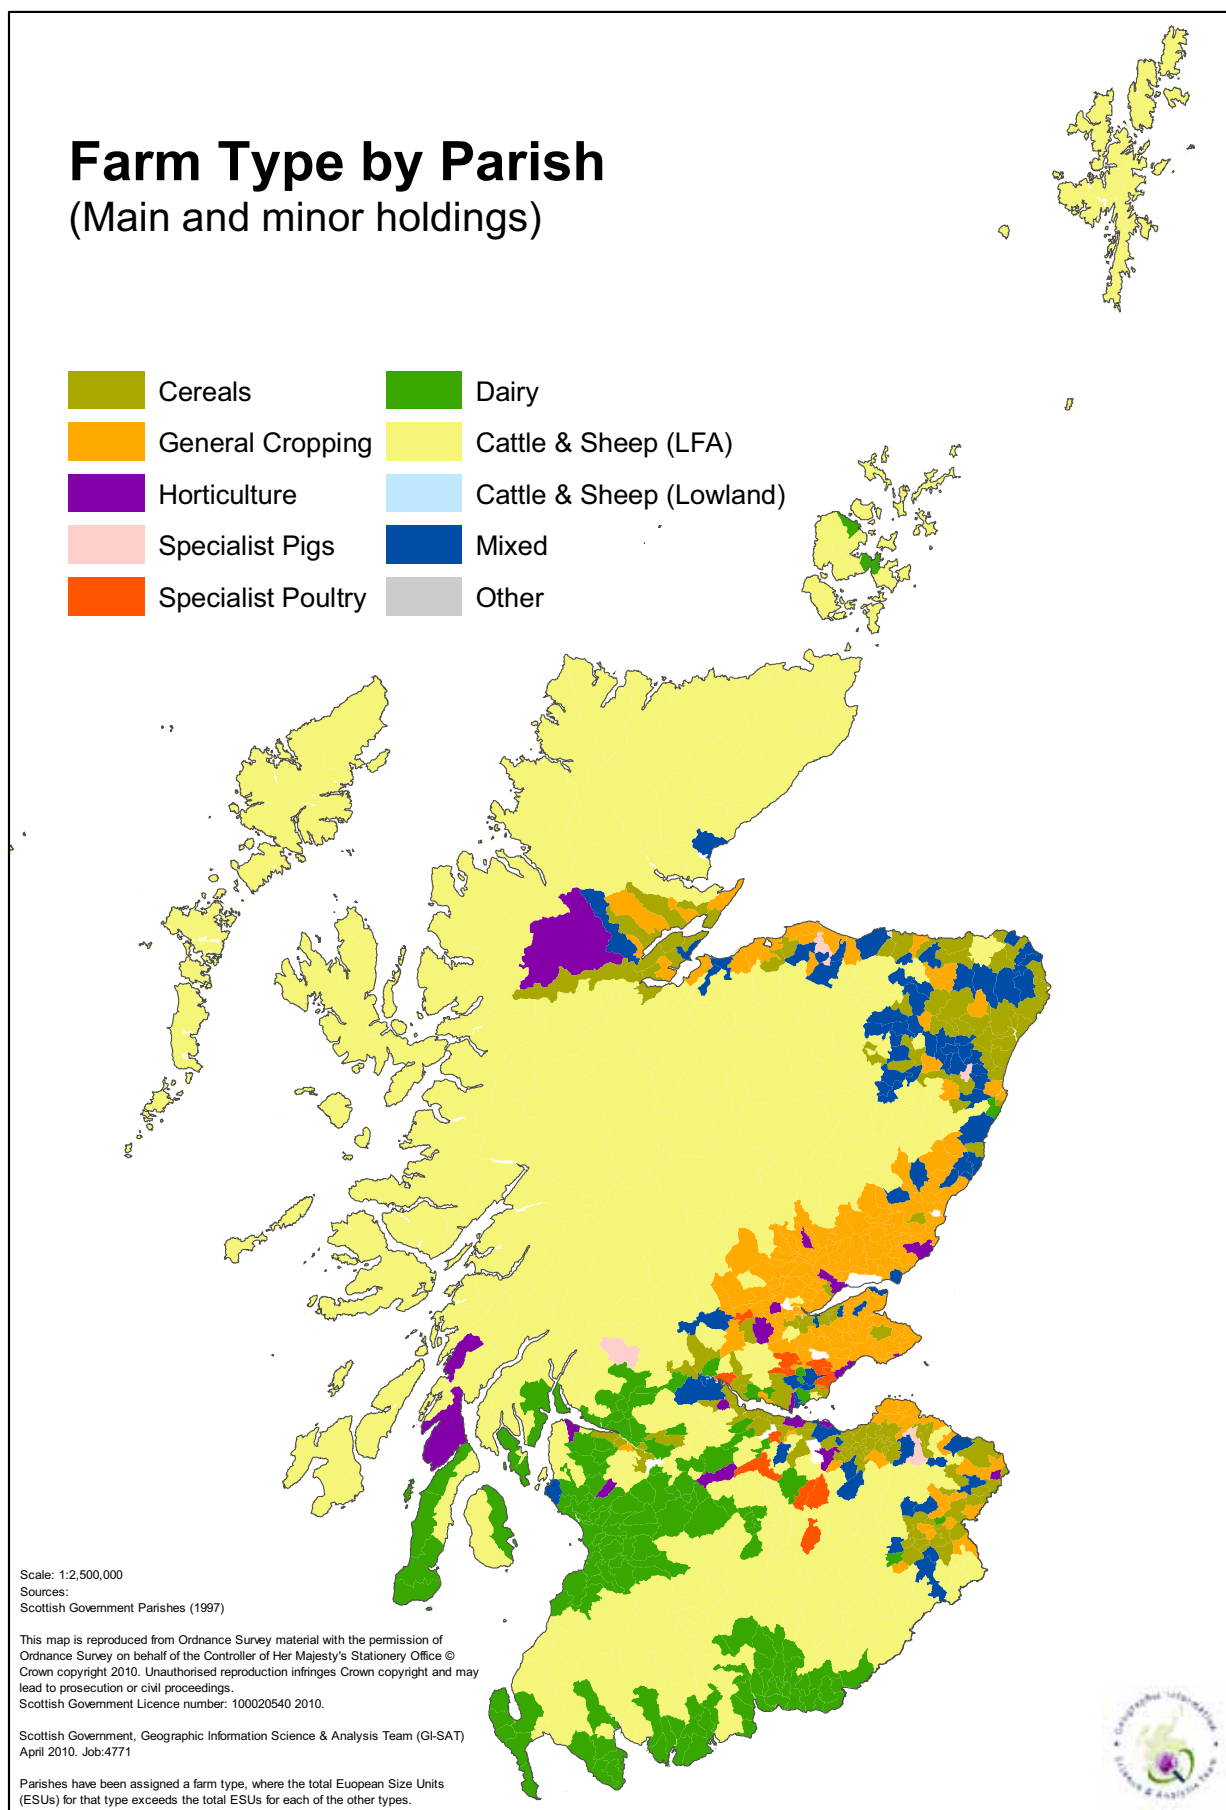 Farm Type by Parish
(Main and minor holdings)
Cereals
Dairy
General Cropping
Cattle & Sheep (LFA)
Horticulture
Cattle & Sheep (Lowland)
Specialist Pigs
Mixed
Specialist Poultry
Other
Scale: 1:2,500,000
Sources:
Scottish Government Parishes (1997)
This map is reproduced from Ordnance Survey material with the permission of
Ordnance Survey on behalf of the Controller of Her Majesty's Stationery Office ©
Crown copyright 2010. Unauthorised reproduction infringes Crown copyright and may
lead to prosecution or civil proceedings.
Scottish Government Licence number: 100020540 2010.
Scottish Government, Geographic Information Science & Analysis Team (GI-SAT)
April 2010. Job:4771
Parishes have been assigned a farm type, where the total Euopean Size Units
(ESUs) for that type exceeds the total ESUs for each of the other types.
Geographic Information
Science & Analysis Team